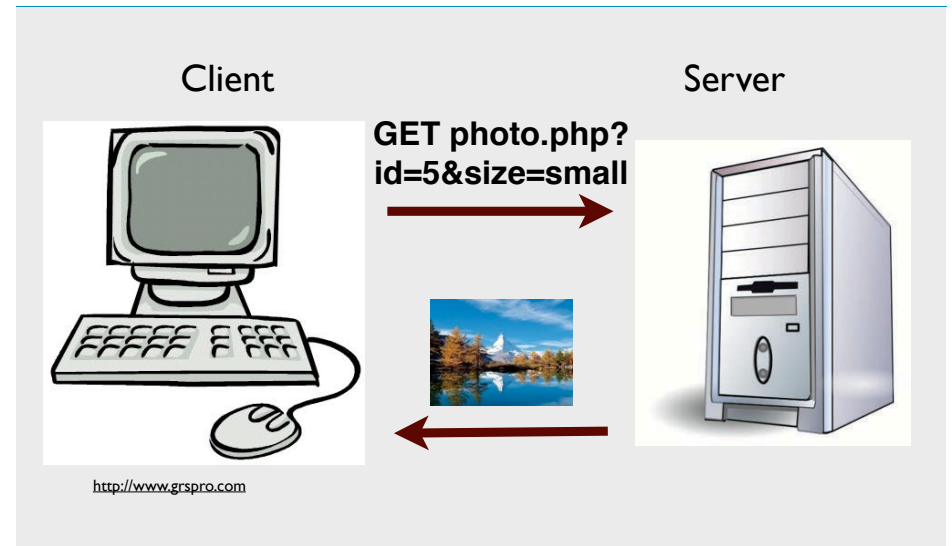 Client
Server
GET photo.php?
id=5&size=small
http://www.grspro.com